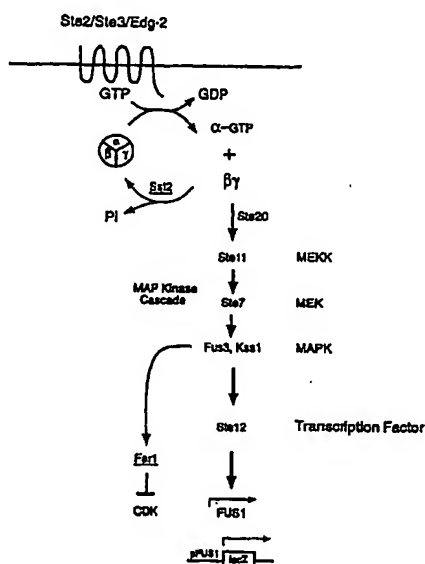 Ste2/Ste3/Edg-2
GTP
GDP
α-GTP
+
α
β γ
βγ
Sst2
Pi
Ste20
Ste11
MEKK
MAP Kinase
Cascade
Ste7
MEK
Fus3, Kss1
MAPK
Ste12
Transcription Factor
Far1
CDK
FUS1
pFUS1
lacZ